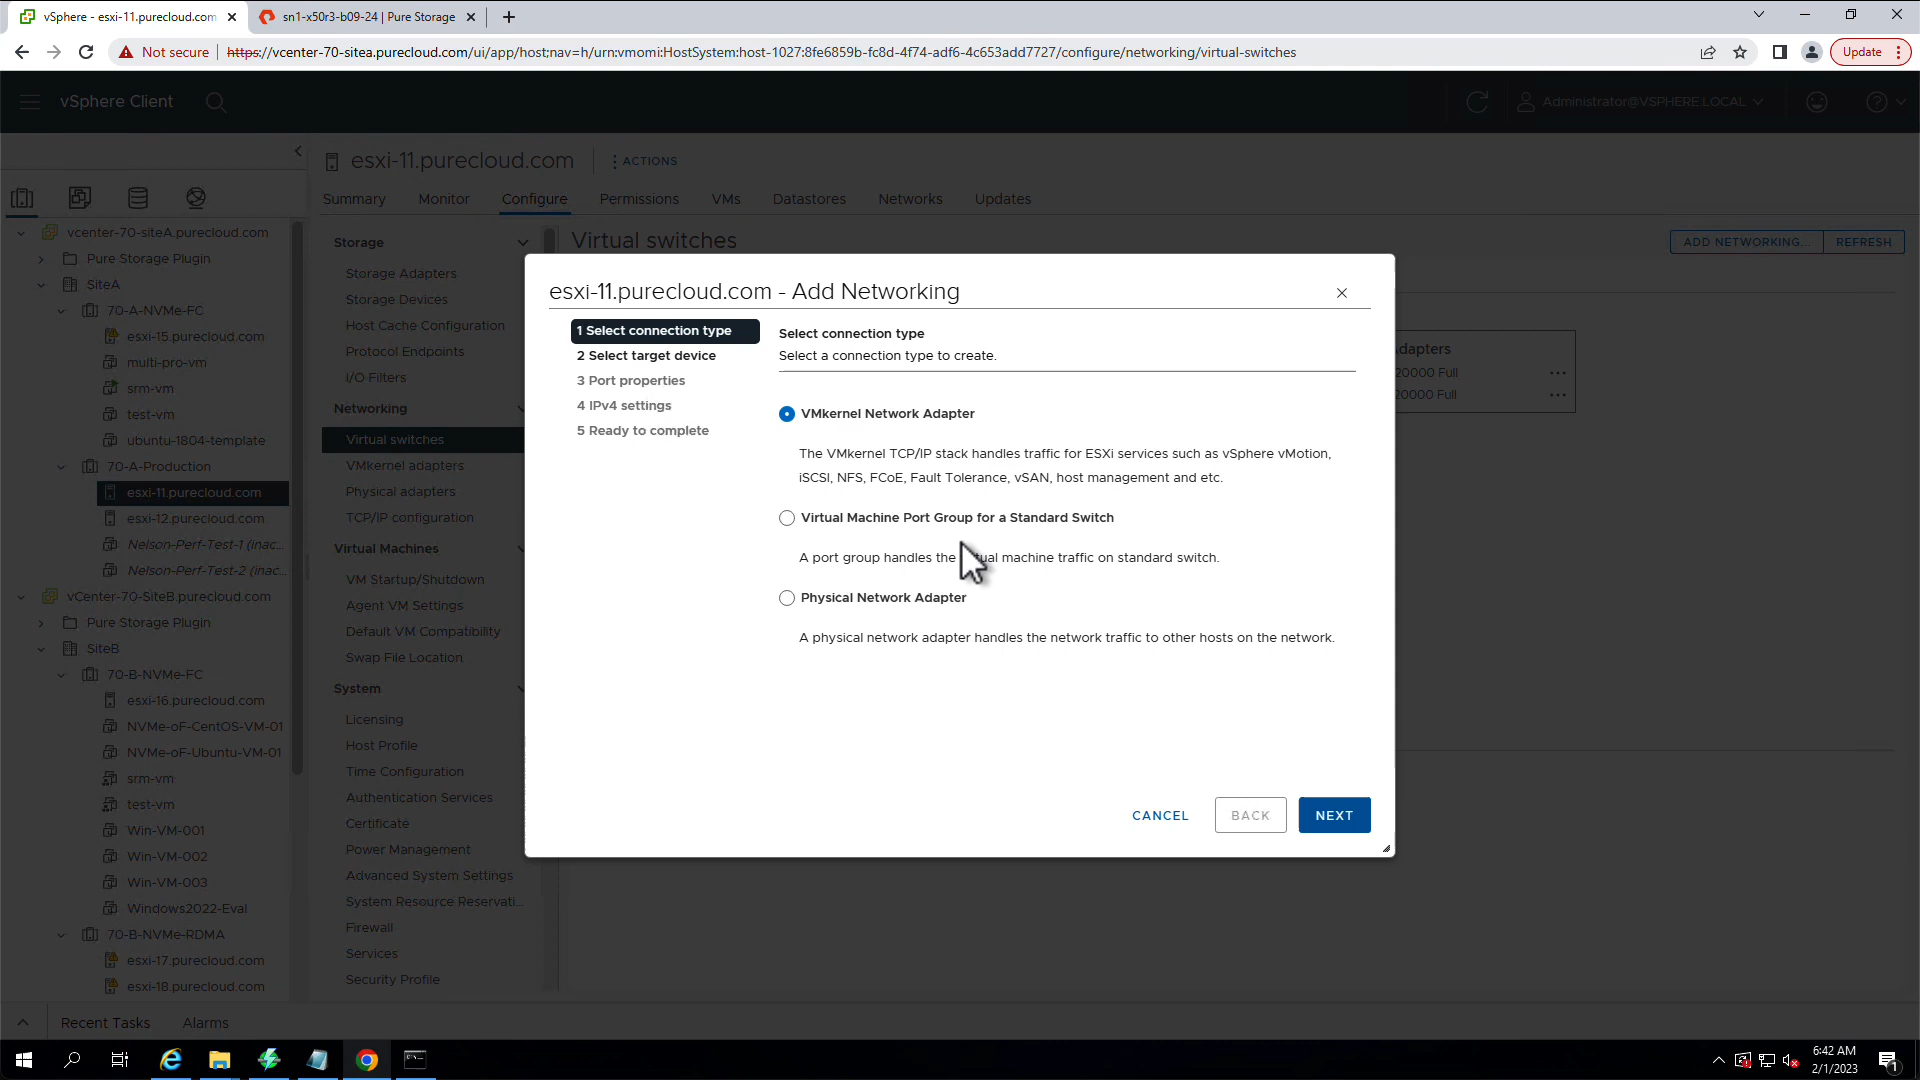 vSphere - esxi-11.purecloud.com
sn1-x50r3-b09-24 | Pure Storage
Not secure
https://vcenter-70-sitea.purecloud.com/ui/app/host;nav=h/urn:vmomi:HostSystem:host-1027:8fe6859b-fc8d-4f74-adf6-4c653add7727/configure/networking/virtual-switches
Update
vSphere Client
Administrator@VSPHERE.LOCAL
esxi-11.purecloud.com
ACTIONS
Summary
Monitor
Configure
Permissions
VMs
Datastores
Networks
Updates
vcenter-70-siteA.purecloud.com
Pure Storage Plugin
SiteA
70-A-NVMe-FC
esxi-15.purecloud.com
multi-pro-vm
srm-vm
test-vm
ubuntu-1804-template
70-A-Production
esxi-11.purecloud.com
esxi-12.purecloud.com
Nelson-Perf-Test-1 (inac...
Nelson-Perf-Test-2 (inac...
vCenter-70-SiteB.purecloud.com
Pure Storage Plugin
SiteB
70-B-NVMe-FC
esxi-16.purecloud.com
NVMe-oF-CentOS-VM-01
NVMe-oF-Ubuntu-VM-01
srm-vm
test-vm
Win-VM-001
Win-VM-002
Win-VM-003
Windows2022-Eval
70-B-NVMe-RDMA
esxi-17.purecloud.com
esxi-18.purecloud.com
Storage
Storage Adapters
Storage Devices
Host Cache Configuration
Protocol Endpoints
I/O Filters
Networking
Virtual switches
VMkernel adapters
Physical adapters
TCP/IP configuration
Virtual Machines
VM Startup/Shutdown
Agent VM Settings
Default VM Compatibility
Swap File Location
System
Licensing
Host Profile
Time Configuration
Authentication Services
Certificate
Power Management
Advanced System Settings
System Resource Reservati...
Firewall
Services
Security Profile
Virtual switches
ADD NETWORKING...
REFRESH
dapters
20000 Full
0000 Full
esxi-11.purecloud.com - Add Networking
1 Select connection type
2 Select target device
3 Port properties
4 IPv4 settings
5 Ready to complete
Select connection type
Select a connection type to create.
VMkernel Network Adapter
The VMkernel TCP/IP stack handles traffic for ESXi services such as vSphere vMotion,
iSCSI, NFS, FCoE, Fault Tolerance, vSAN, host management and etc.
Virtual Machine Port Group for a Standard Switch
A port group handles the virtual machine traffic on standard switch.
Physical Network Adapter
A physical network adapter handles the network traffic to other hosts on the network.
CANCEL
BACK
NEXT
Recent Tasks
Alarms
6:42 AM
2/1/2023
1